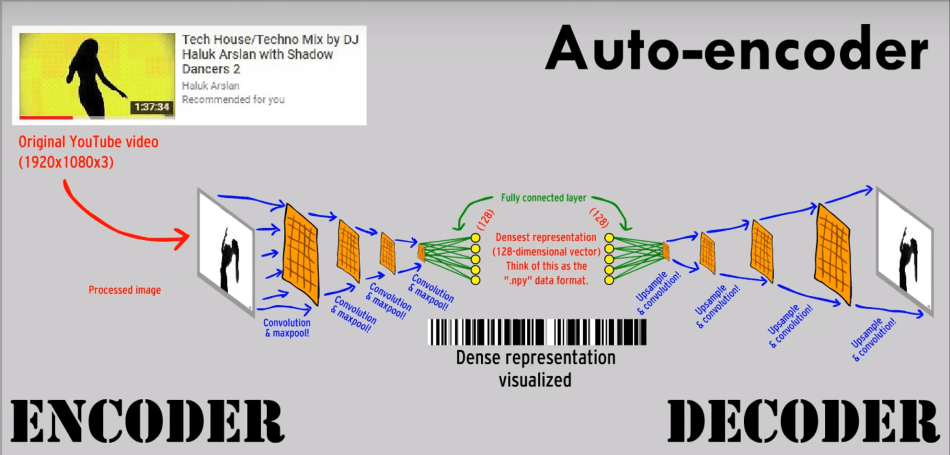 Auto-encoder
Tech House/Techno Mix by DJ
Haluk Arslan with Shadow
Dancers 2
Haluk Arslan
Recommended for you
1:37:34
Original YouTube video
(1920x1080x3)
Processed image
Convolution
& maxpool!
Convolution
& maxpool!
Convolution
& maxpool!
Convolution
& maxpool!
Fully connected layer
(128)
(128)
Densest representation
(128-dimensional vector)
Think of this as the
".npy" data format.
Upsample
& convolution!
Upsample
& convolution!
Upsample
& convolution!
Upsample
& convolution!
Dense representation
visualized
ENCODER
DECODER